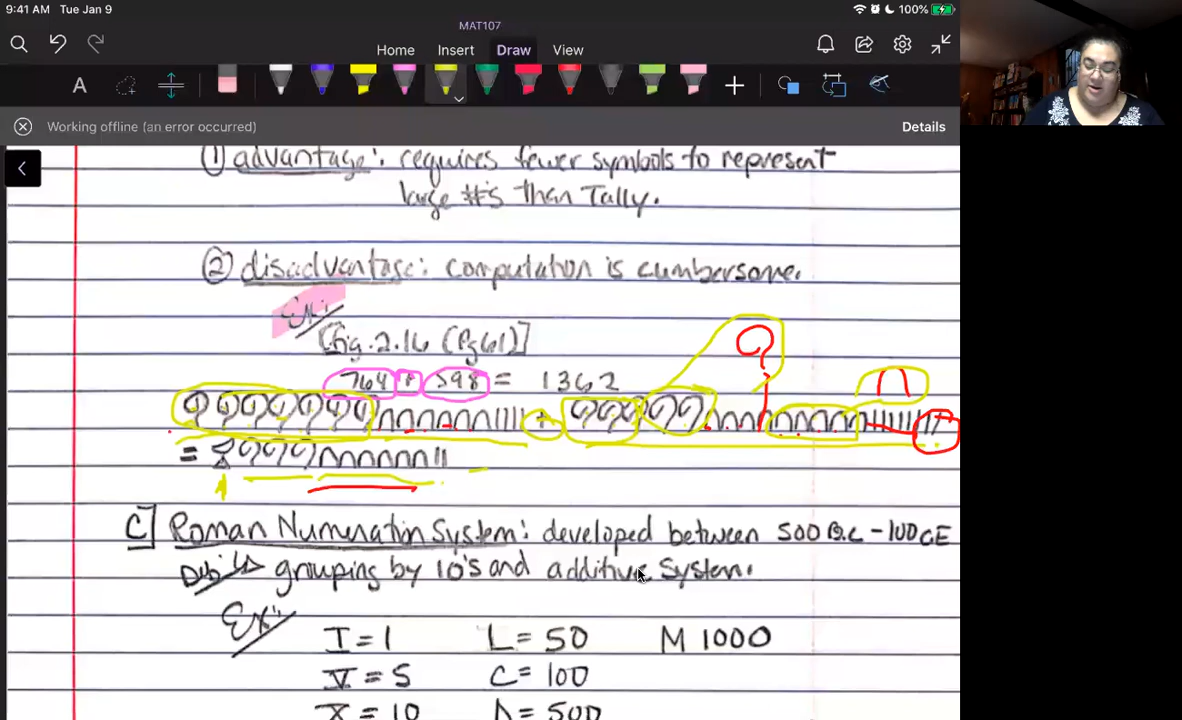 9:41 AM Tue Jan 9
100%
MAT107
Home Insert Draw View
A
Working offline (an error occurred)
Details
① advantage: requires fewer symbols to represent
large #'s than Tally.
② disadvantage: computation is cumbersome.
Ex:
[Fig. 2.16 (Pg61)]
764 + 598 = 1362
+
=
C] Roman Numeration System: developed between 500 B.C - 100 CE
grouping by 10's and additive System.
Ex:
I = 1 L = 50 M 1000
V = 5 C = 100
X = 10 D = 500